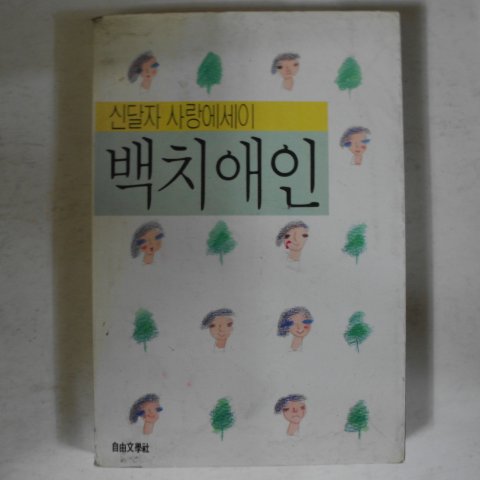 신달자 사랑에세이
백치애인
自由文學社